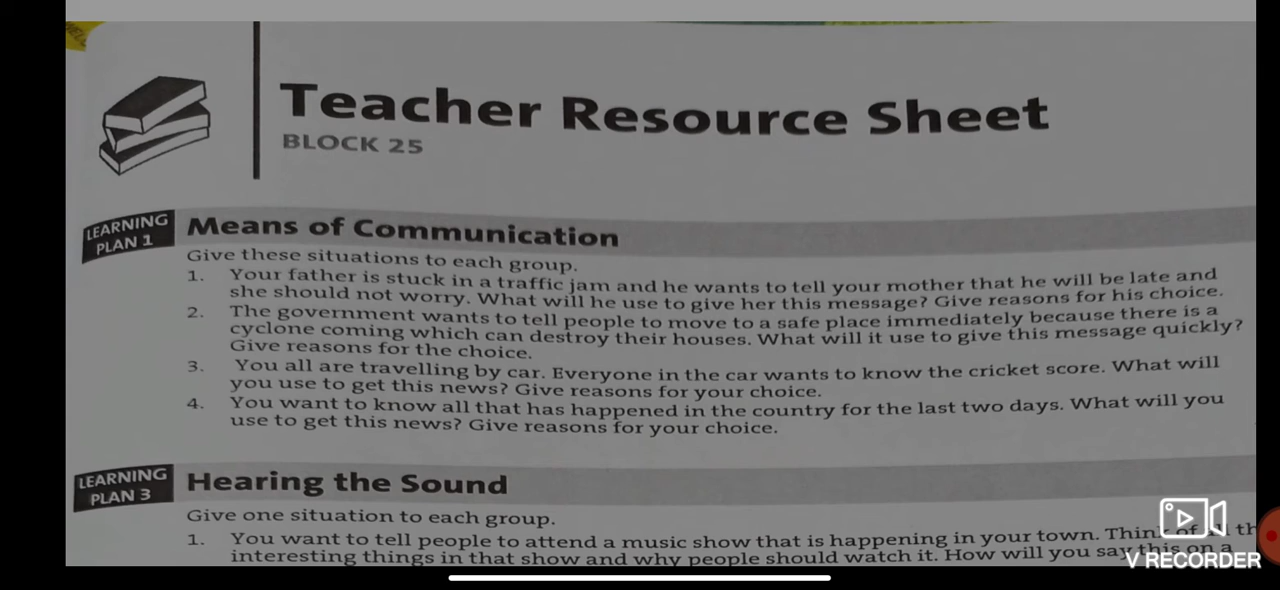 Teacher Resource Sheet
BLOCK 25
LEARNING
PLAN 1
Means of Communication
Give these situations to each group.
1. Your father is stuck in a traffic jam and he wants to tell your mother that he will be late and
she should not worry. What will he use to give her this message? Give reasons for his choice.
2. The government wants to tell people to move to a safe place immediately because there is a
cyclone coming which can destroy their houses. What will it use to give this message quickly?
Give reasons for the choice.
3. You all are travelling by car. Everyone in the car wants to know the cricket score. What will
you use to get this news? Give reasons for your choice.
4. You want to know all that has happened in the country for the last two days. What will you
use to get this news? Give reasons for your choice.
LEARNING
PLAN 3
Hearing the Sound
Give one situation to each group.
1. You want to tell people to attend a music show that is happening in your town. Think of all
interesting things in that show and why people should watch it. How will you say this on a
V RECORDER